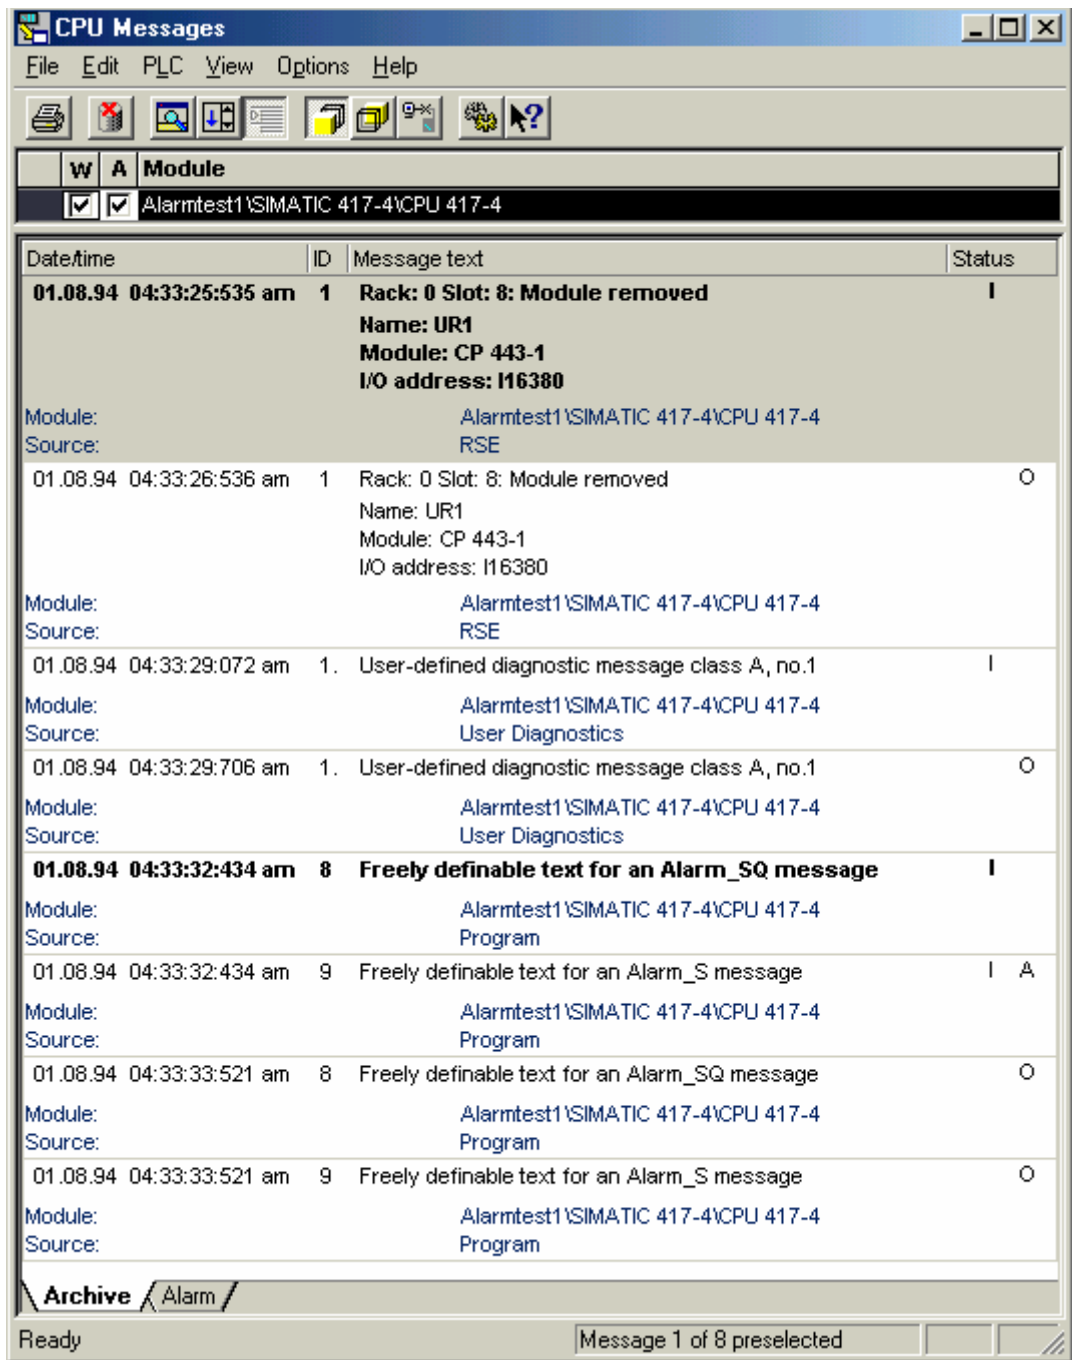 CPU Messages
File Edit PLC View Options Help
W A Module
Alarmtest1\SIMATIC 417-4\CPU 417-4
Date/time ID Message text Status
01.08.94 04:33:25:535 am 1 Rack: 0 Slot: 8: Module removed I
Name: UR1
Module: CP 443-1
I/O address: I16380
Module: Alarmtest1\SIMATIC 417-4\CPU 417-4
Source: RSE
01.08.94 04:33:26:536 am 1 Rack: 0 Slot: 8: Module removed O
Name: UR1
Module: CP 443-1
I/O address: I16380
Module: Alarmtest1\SIMATIC 417-4\CPU 417-4
Source: RSE
01.08.94 04:33:29:072 am 1. User-defined diagnostic message class A, no.1 I
Module: Alarmtest1\SIMATIC 417-4\CPU 417-4
Source: User Diagnostics
01.08.94 04:33:29:706 am 1. User-defined diagnostic message class A, no.1 O
Module: Alarmtest1\SIMATIC 417-4\CPU 417-4
Source: User Diagnostics
01.08.94 04:33:32:434 am 8 Freely definable text for an Alarm_SQ message I
Module: Alarmtest1\SIMATIC 417-4\CPU 417-4
Source: Program
01.08.94 04:33:32:434 am 9 Freely definable text for an Alarm_S message I A
Module: Alarmtest1\SIMATIC 417-4\CPU 417-4
Source: Program
01.08.94 04:33:33:521 am 8 Freely definable text for an Alarm_SQ message O
Module: Alarmtest1\SIMATIC 417-4\CPU 417-4
Source: Program
01.08.94 04:33:33:521 am 9 Freely definable text for an Alarm_S message O
Module: Alarmtest1\SIMATIC 417-4\CPU 417-4
Source: Program
Archive Alarm
Ready Message 1 of 8 preselected